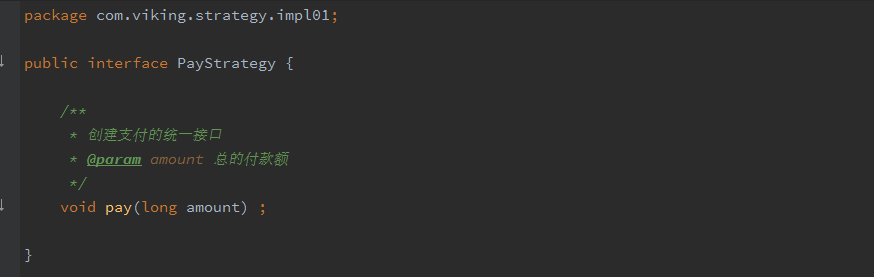 package com.viking.strategy.impl01;
public interface PayStrategy {
/**
* 创建支付的统一接口
* @param amount 总的付款额
*/
void pay(long amount) ;
}